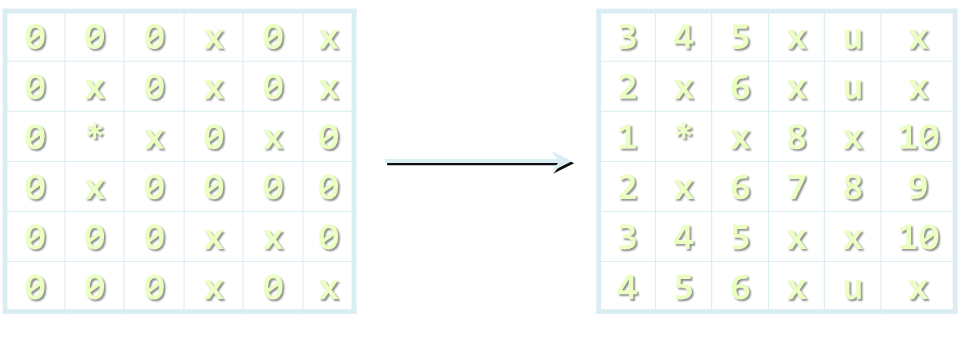 0 0 0 x 0 x
0 x 0 x 0 x
0 * x 0 x 0
0 x 0 0 0 0
0 0 0 x x 0
0 0 0 x 0 x
3 4 5 x u x
2 x 6 x u x
1 * x 8 x 10
2 x 6 7 8 9
3 4 5 x x 10
4 5 6 x u x